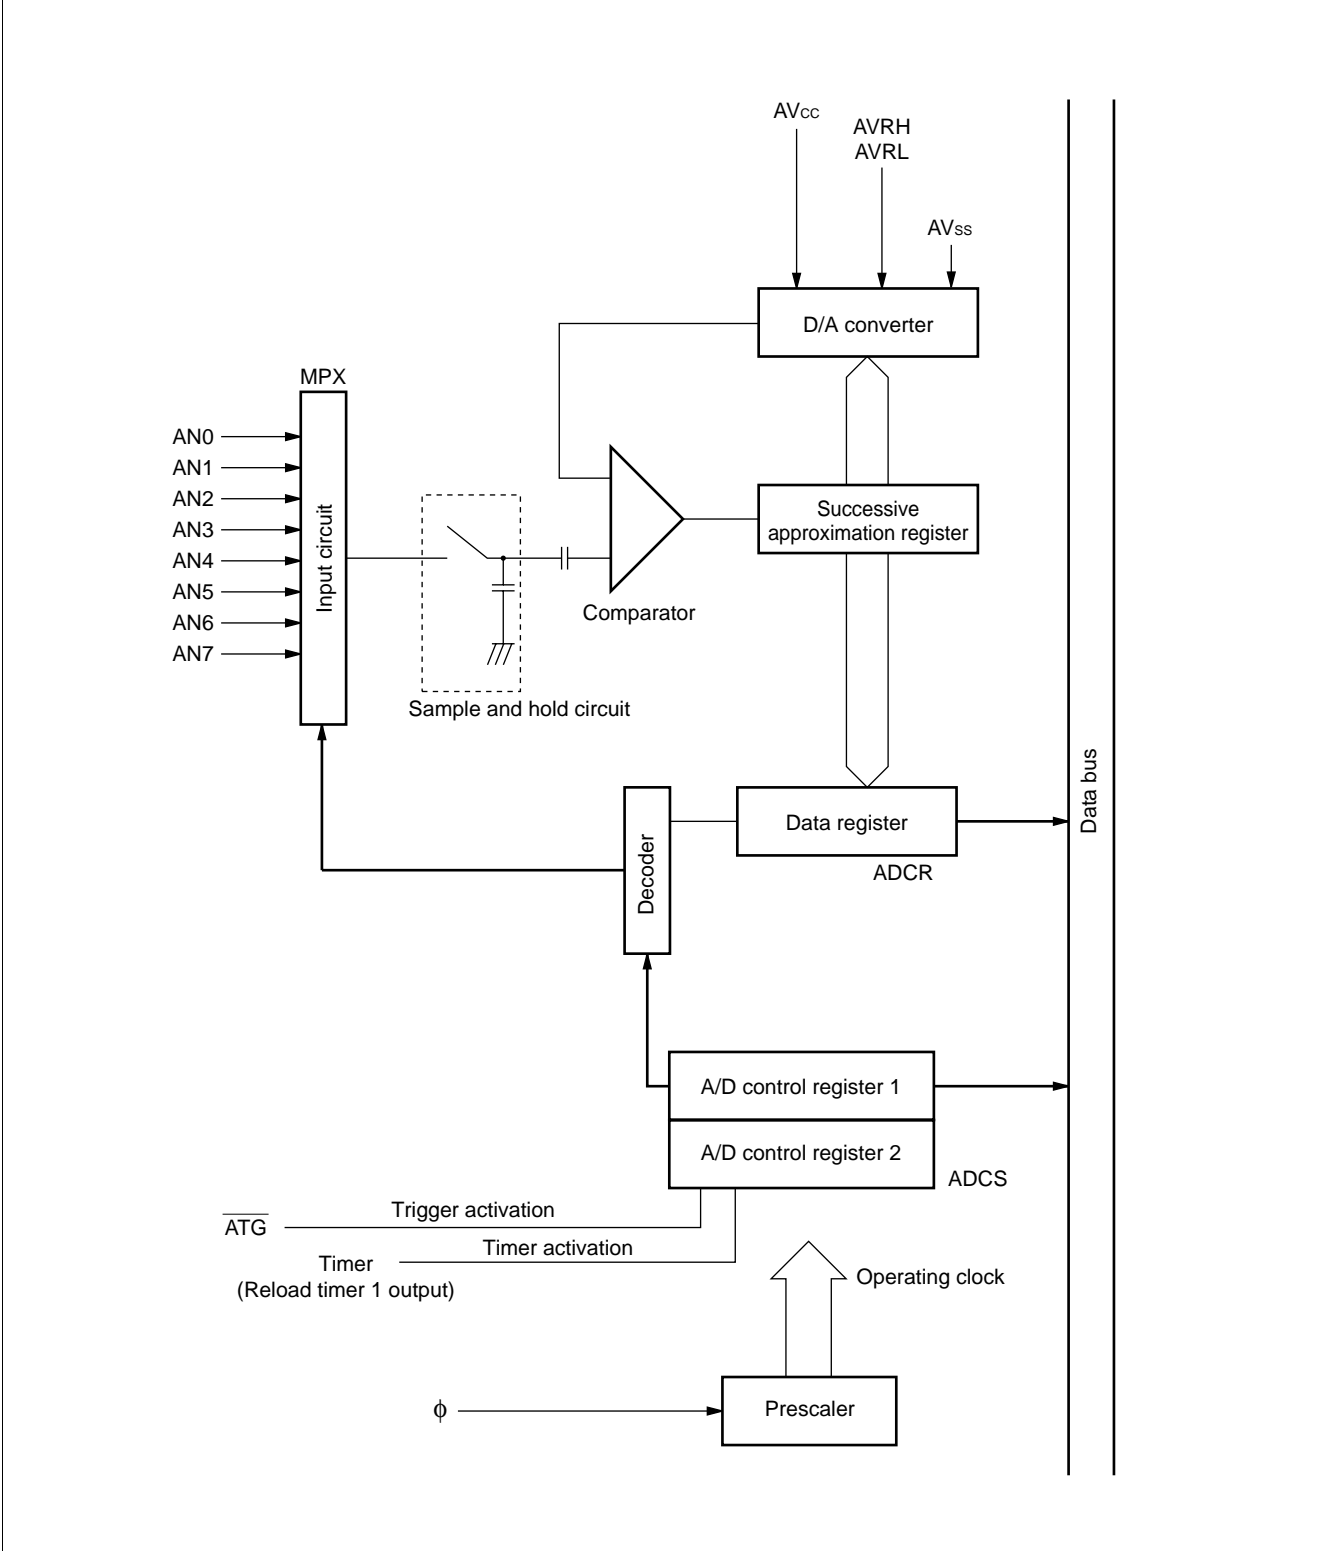 AVCC
AVRH
AVRL
AVSS
D/A converter
MPX
AN0
AN1
AN2
AN3
AN4
AN5
AN6
AN7
Input circuit
Successive
approximation register
Comparator
Sample and hold circuit
Data bus
Data register
ADCR
Decoder
A/D control register 1
A/D control register 2
ADCS
Trigger activation
ATG
Timer activation
Timer
(Reload timer 1 output)
Operating clock
ϕ
Prescaler